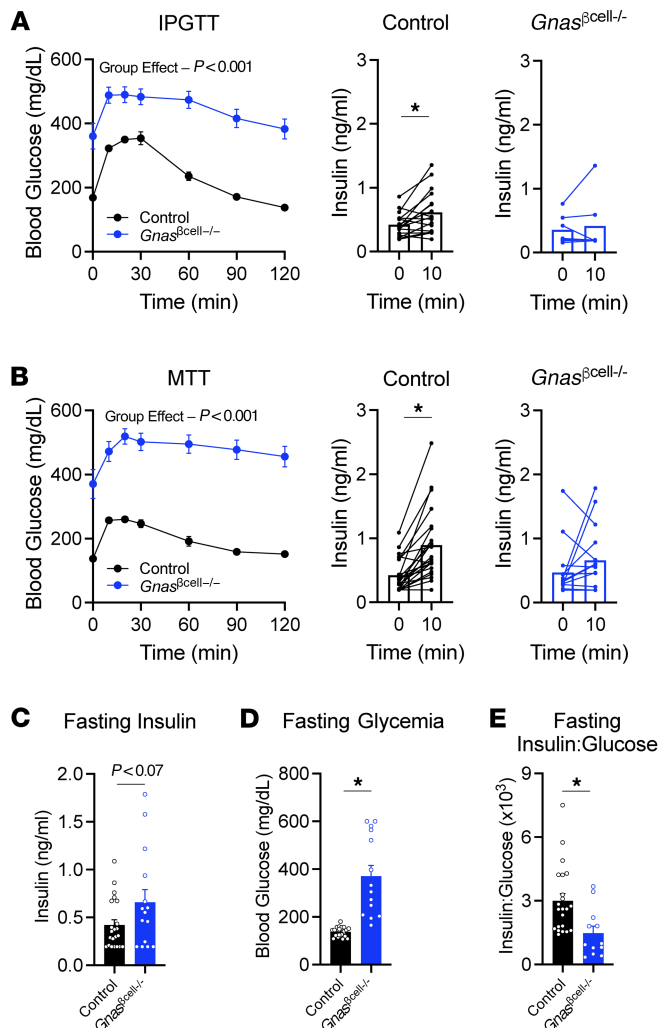 A
IPGTT
Control
Gnasβcell-/-
Group Effect – P<0.001
Blood Glucose (mg/dL)
600
400
200
0
Control
Gnasβcell–/–
0 30 60 90 120
Time (min)
Insulin (ng/ml)
3
2
1
0
*
0 10
Time (min)
Insulin (ng/ml)
3
2
1
0
0 10
Time (min)
B
MTT
Control
Gnasβcell-/-
Group Effect – P<0.001
Blood Glucose (mg/dL)
600
400
200
0
Control
Gnasβcell–/–
0 30 60 90 120
Time (min)
Insulin (ng/ml)
3
2
1
0
*
0 10
Time (min)
Insulin (ng/ml)
3
2
1
0
0 10
Time (min)
C
Fasting Insulin
P<0.07
Insulin (ng/ml)
2.0
1.5
1.0
0.5
0.0
Control
Gnasβcell-/-
D
Fasting Glycemia
*
Blood Glucose (mg/dL)
800
600
400
200
0
Control
Gnasβcell-/-
E
Fasting
Insulin:Glucose
*
Insulin:Glucose (x10³)
9
6
3
0
Control
Gnasβcell-/-